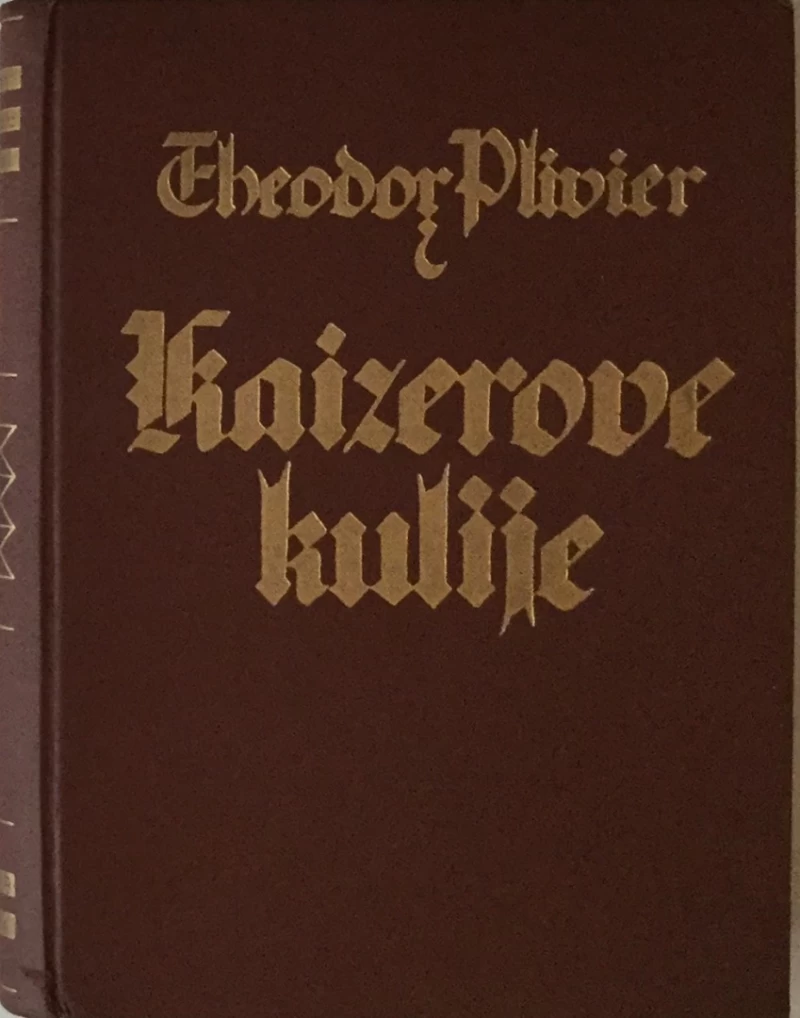 Theodor Plivier
Kaizerove
kulije